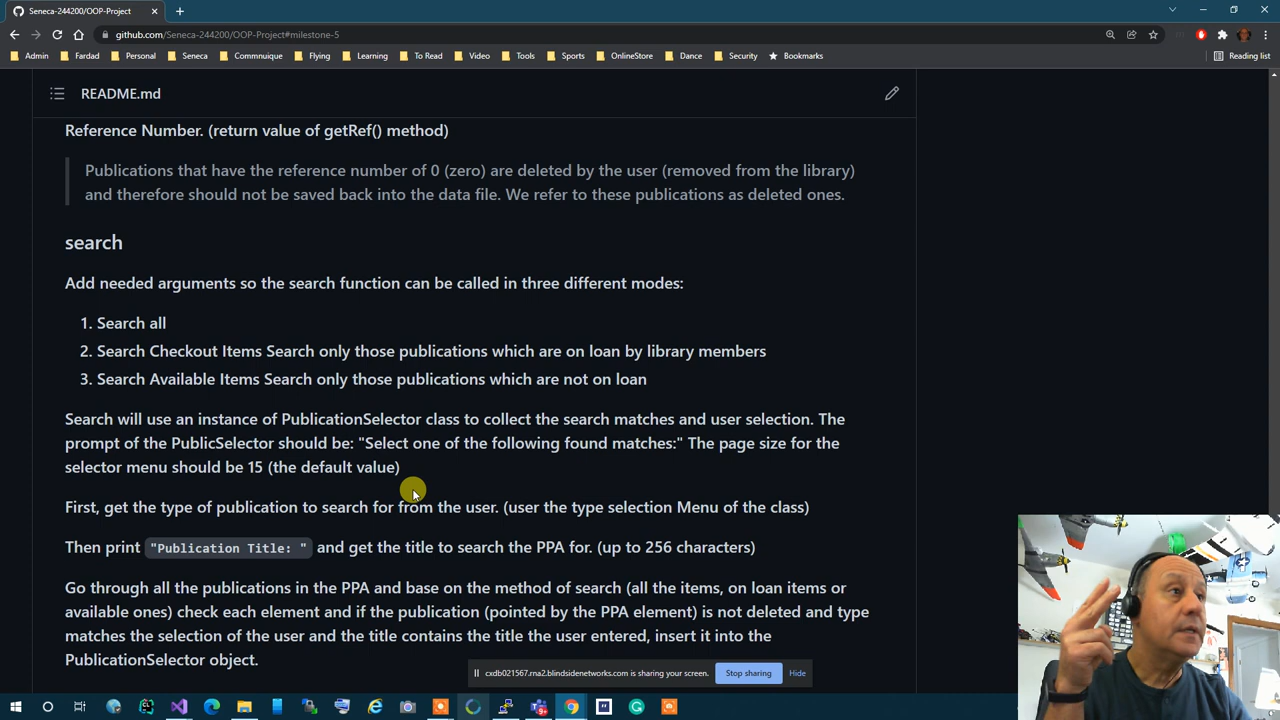 Seneca-244200/OOP-Project
github.com/Seneca-244200/OOP-Project#milestone-5
Admin Fardad Personal Seneca Commnuique Flying Learning To Read Video Tools Sports OnlineStore Dance Security Bookmarks Reading list
README.md
Reference Number. (return value of getRef() method)
Publications that have the reference number of 0 (zero) are deleted by the user (removed from the library)
and therefore should not be saved back into the data file. We refer to these publications as deleted ones.
search
Add needed arguments so the search function can be called in three different modes:
1. Search all
2. Search Checkout Items Search only those publications which are on loan by library members
3. Search Available Items Search only those publications which are not on loan
Search will use an instance of PublicationSelector class to collect the search matches and user selection. The
prompt of the PublicSelector should be: "Select one of the following found matches:" The page size for the
selector menu should be 15 (the default value)
First, get the type of publication to search for from the user. (user the type selection Menu of the class)
Then print "Publication Title: " and get the title to search the PPA for. (up to 256 characters)
Go through all the publications in the PPA and base on the method of search (all the items, on loan items or
available ones) check each element and if the publication (pointed by the PPA element) is not deleted and type
matches the selection of the user and the title contains the title the user entered, insert it into the
PublicationSelector object.
cxdb021567.rna2.blindsidenetworks.com is sharing your screen. Stop sharing Hide